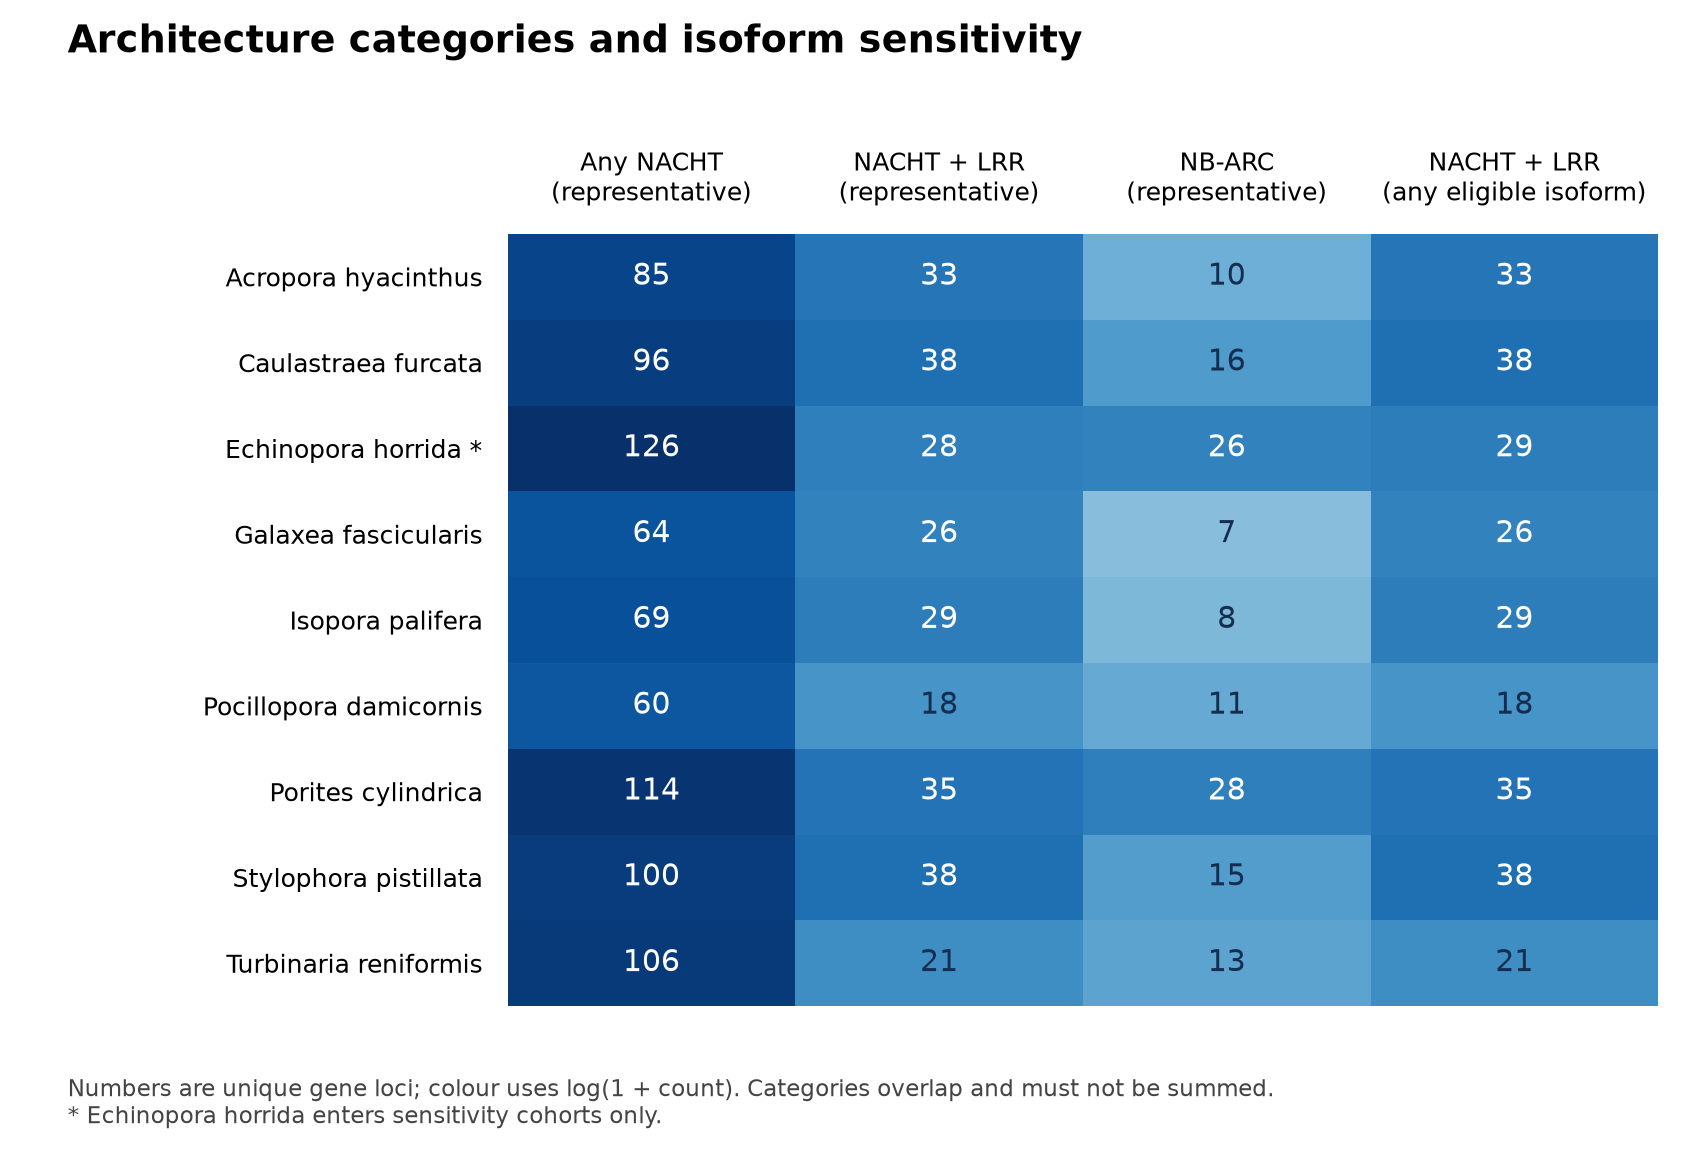 Architecture categories and isoform sensitivity
Any NACHT
(representative)
NACHT + LRR
(representative)
NB-ARC
(representative)
NACHT + LRR
(any eligible isoform)
Acropora hyacinthus 85 33 10 33
Caulastraea furcata 96 38 16 38
Echinopora horrida * 126 28 26 29
Galaxea fascicularis 64 26 7 26
Isopora palifera 69 29 8 29
Pocillopora damicornis 60 18 11 18
Porites cylindrica 114 35 28 35
Stylophora pistillata 100 38 15 38
Turbinaria reniformis 106 21 13 21
Numbers are unique gene loci; colour uses log(1 + count). Categories overlap and must not be summed.
* Echinopora horrida enters sensitivity cohorts only.